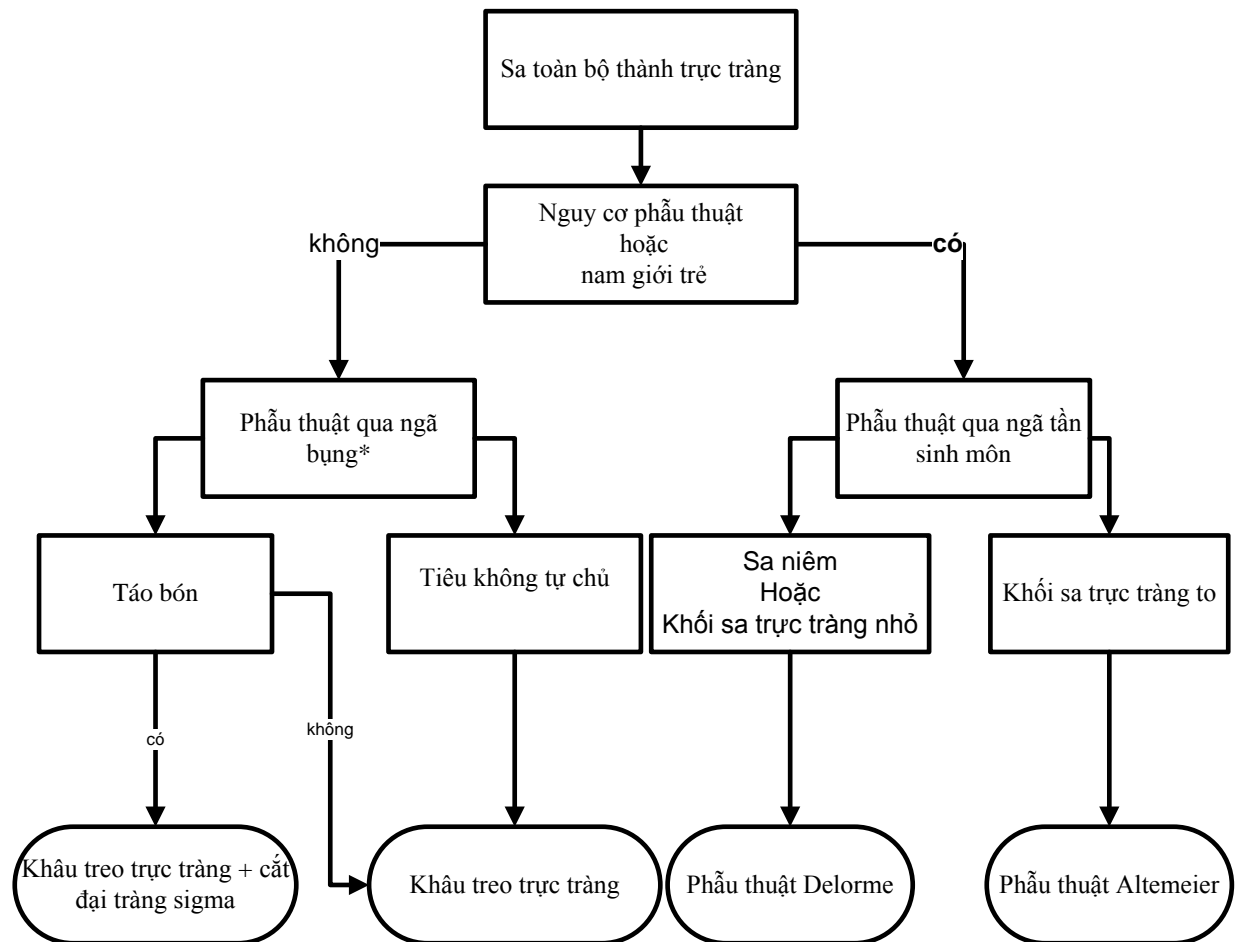 Sa toàn bộ thành trực tràng
Nguy cơ phẫu thuật
hoặc
nam giới trẻ
không
có
Phẫu thuật qua ngã
bụng*
Phẫu thuật qua ngã tần
sinh môn
Táo bón
Tiêu không tự chủ
Sa niêm
Hoặc
Khối sa trực tràng nhỏ
Khối sa trực tràng to
có
không
Khâu treo trực tràng + cắt
đại tràng sigma
Khâu treo trực tràng
Phẫu thuật Delorme
Phẫu thuật Altemeier